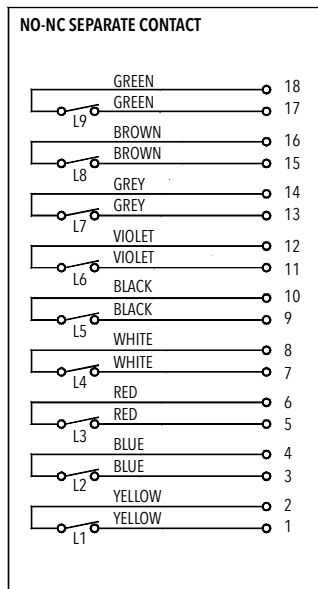 NO-NC SEPARATE CONTACT
GREEN 18
GREEN 17
L9
BROWN 16
BROWN 15
L8
GREY 14
GREY 13
L7
VIOLET 12
VIOLET 11
L6
BLACK 10
BLACK 9
L5
WHITE 8
WHITE 7
L4
RED 6
RED 5
L3
BLUE 4
BLUE 3
L2
YELLOW 2
YELLOW 1
L1